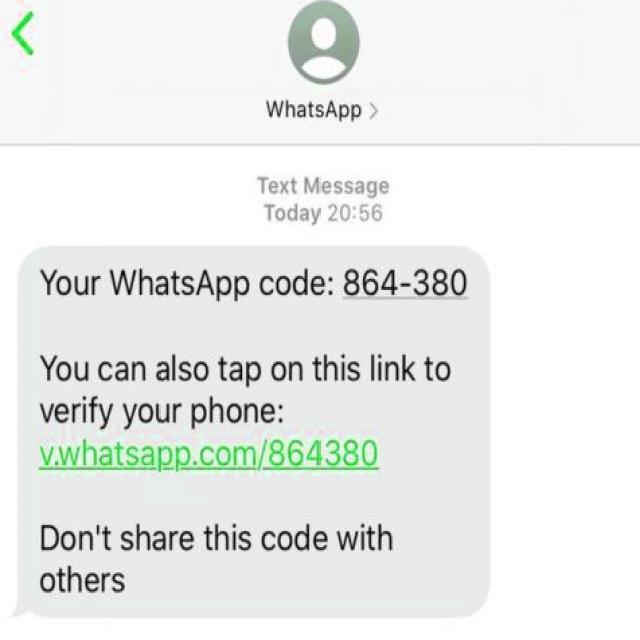 WhatsApp
Text Message
Today 20:56
Your WhatsApp code: 864-380
You can also tap on this link to
verify your phone:
v.whatsapp.com/864380
Don't share this code with
others